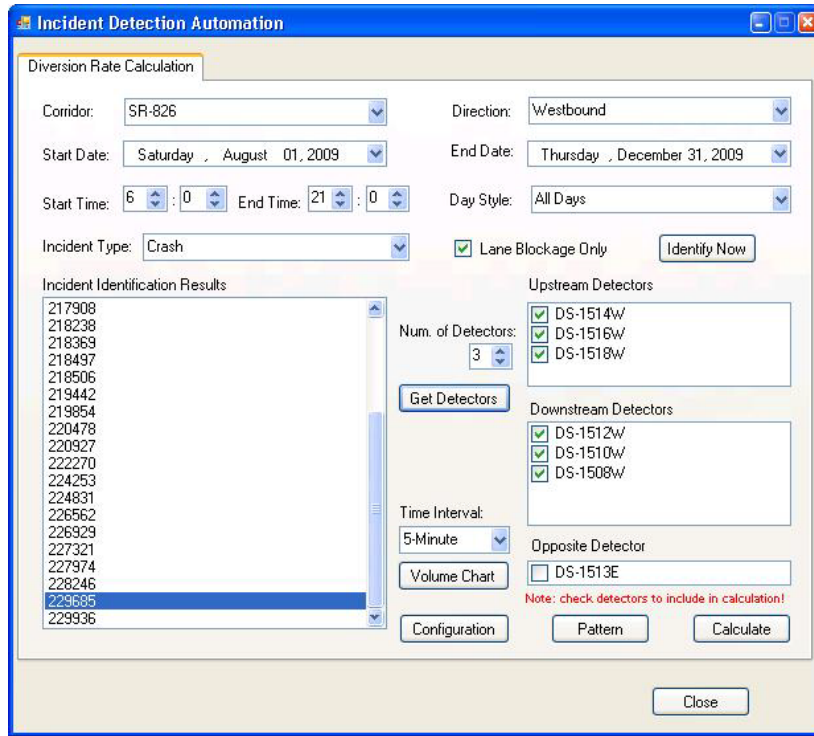 Incident Detection Automation
Diversion Rate Calculation
Corridor: SR-826 Direction: Westbound
Start Date: Saturday , August 01, 2009 End Date: Thursday , December 31, 2009
Start Time: 6 : 0 End Time: 21 : 0 Day Style: All Days
Incident Type: Crash Lane Blockage Only Identify Now
Incident Identification Results
217908
218238
218369
218497
218506
219442
219854
220478
220927
222270
224253
224831
226562
226929
227321
227974
228246
229685
229936
Num. of Detectors:
3
Get Detectors
Time Interval:
5-Minute
Volume Chart
Configuration
Upstream Detectors
DS-1514W
DS-1516W
DS-1518W
Downstream Detectors
DS-1512W
DS-1510W
DS-1508W
Opposite Detector
DS-1513E
Note: check detectors to include in calculation!
Pattern Calculate
Close